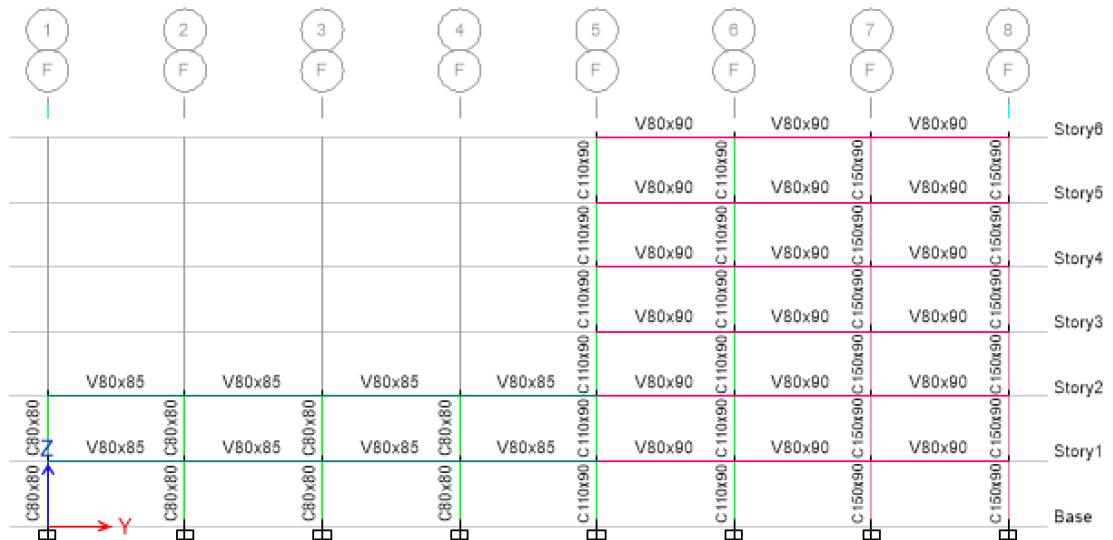 1 2 3 4 5 6 7 8
F F F F F F F F
V80x90 V80x90 V80x90 Story6
C110x90 C110x90 C150x90 C150x90
V80x90 V80x90 V80x90 Story5
C110x90 C110x90 C150x90 C150x90
V80x90 V80x90 V80x90 Story4
C110x90 C110x90 C150x90 C150x90
V80x90 V80x90 V80x90 Story3
C110x90 C110x90 C150x90 C150x90
V80x85 V80x85 V80x85 V80x85 V80x90 V80x90 V80x90 Story2
C80x80 C80x80 C80x80 C80x80 C110x90 C110x90 C150x90 C150x90
Z
V80x85 V80x85 V80x85 V80x85 V80x90 V80x90 V80x90 Story1
C80x80 C80x80 C80x80 C80x80 C110x90 C110x90 C150x90 C150x90
Y Base